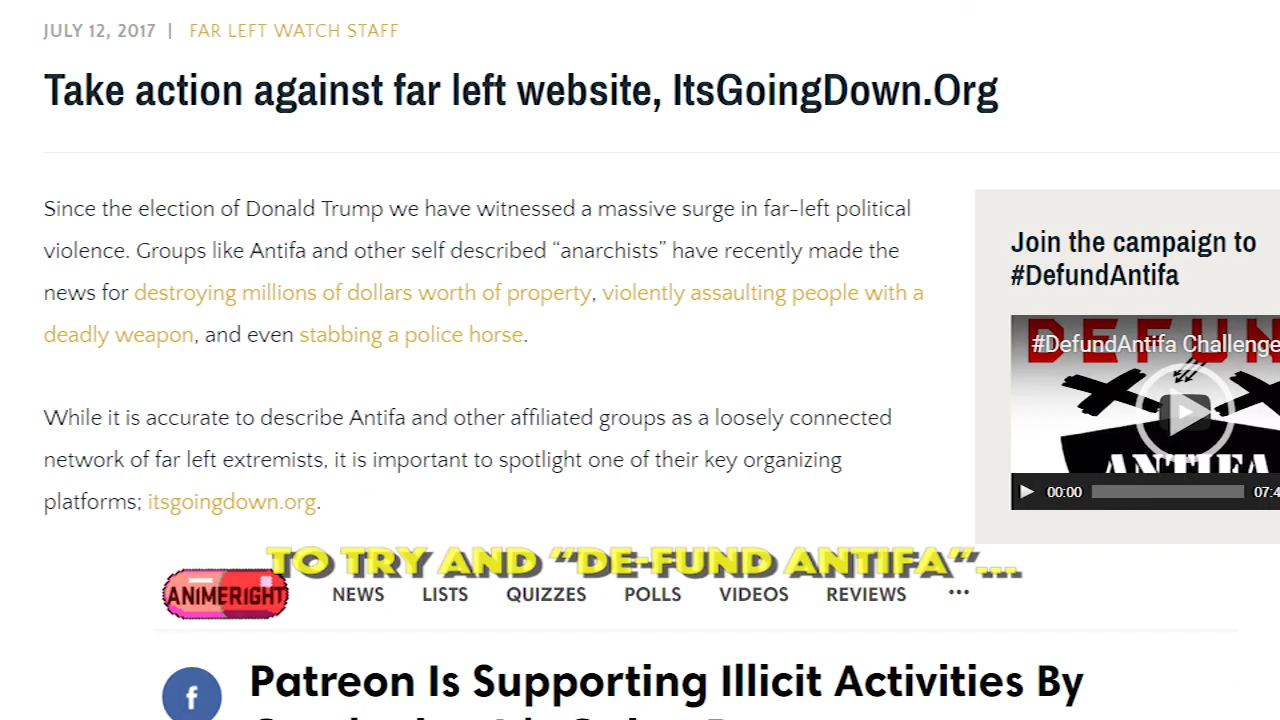 JULY 12, 2017 | FAR LEFT WATCH STAFF
Take action against far left website, ItsGoingDown.Org
Since the election of Donald Trump we have witnessed a massive surge in far-left political
violence. Groups like Antifa and other self described “anarchists” have recently made the
news for destroying millions of dollars worth of property, violently assaulting people with a
deadly weapon, and even stabbing a police horse.
While it is accurate to describe Antifa and other affiliated groups as a loosely connected
network of far left extremists, it is important to spotlight one of their key organizing
platforms; itsgoingdown.org.
Join the campaign to
#DefundAntifa
#DefundAntifa Challenge
DEFUN
ANTIFA
00:00
07:4
TO TRY AND “DE-FUND ANTIFA”...
ANIMERIGHT NEWS LISTS QUIZZES POLLS VIDEOS REVIEWS ...
f
Patreon Is Supporting Illicit Activities By